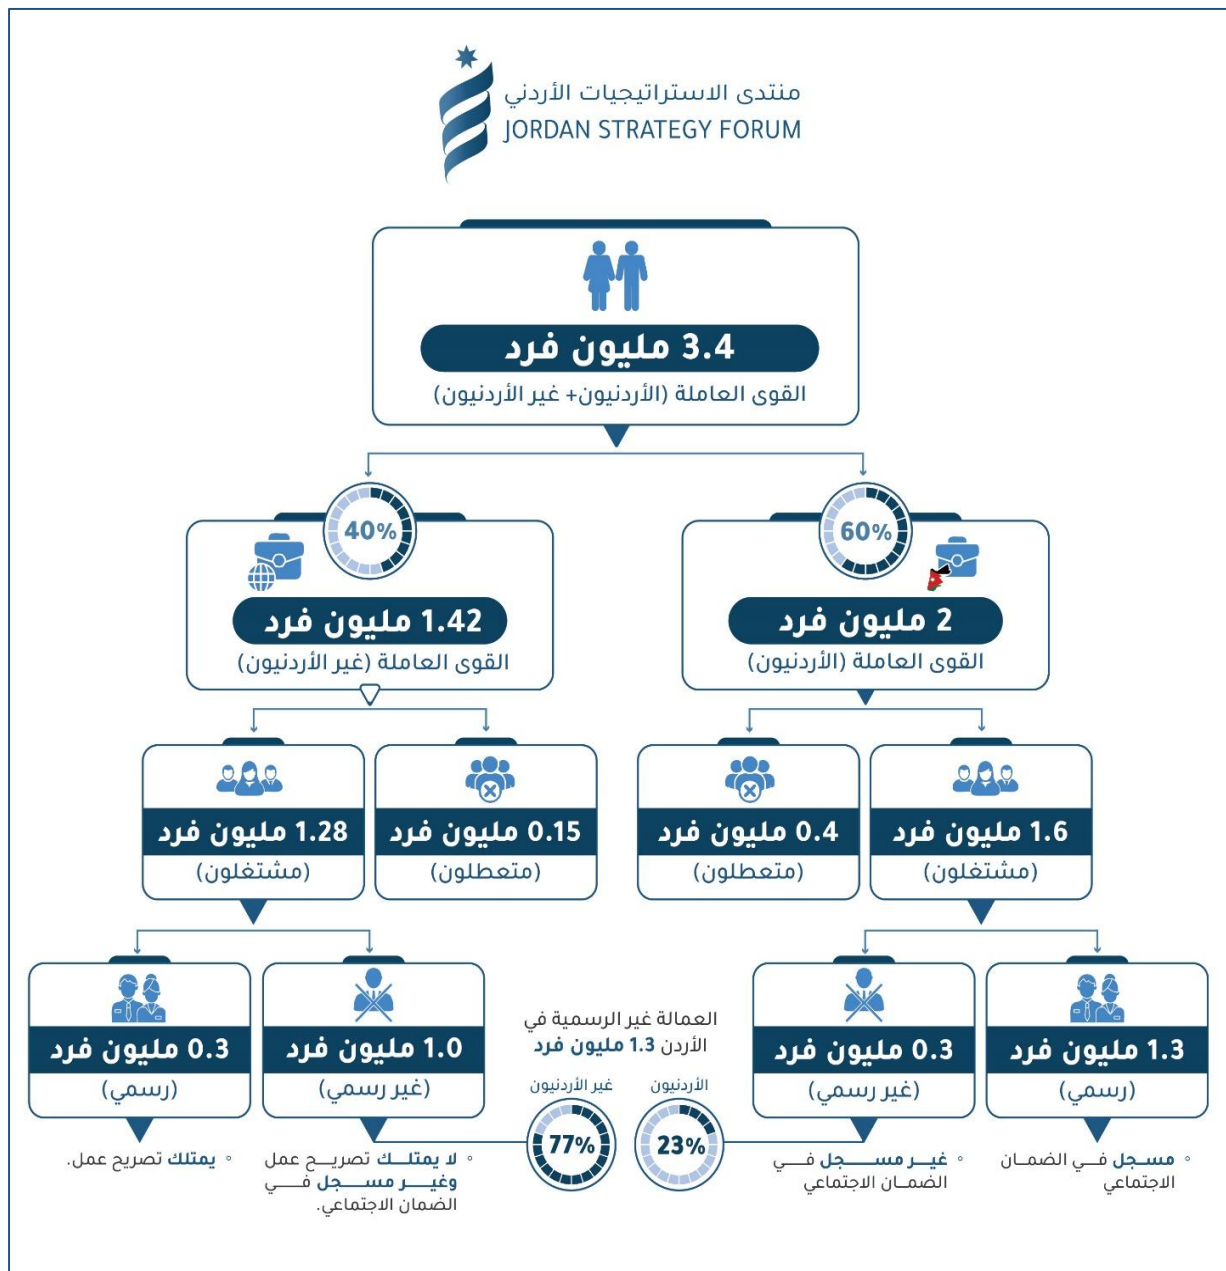 منتدى الاستراتيجيات الأردني
JORDAN STRATEGY FORUM
3.4 مليون فرد
القوى العاملة (الأردنيون+ غير الأردنيون)
60%
2 مليون فرد
القوى العاملة (الأردنيون)
40%
1.42 مليون فرد
القوى العاملة (غير الأردنيون)
1.6 مليون فرد
(مشتغلون)
0.4 مليون فرد
(متعطلون)
0.15 مليون فرد
(متعطلون)
1.28 مليون فرد
(مشتغلون)
1.3 مليون فرد
(رسمي)
0.3 مليون فرد
(غير رسمي)
العمالة غير الرسمية في
الأردن 1.3 مليون فرد
الأردنيون
23%
غير الأردنيون
77%
1.0 مليون فرد
(غير رسمي)
0.3 مليون فرد
(رسمي)
مسجل في الضمان
الاجتماعي
غير مسجل في
الضمان الاجتماعي
لا يمتلك تصريح عمل
وغير مسجل في
الضمان الاجتماعي.
يمتلك تصريح عمل.